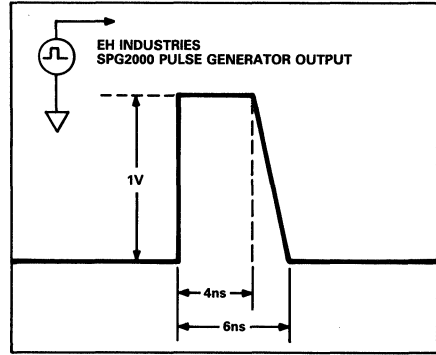 EH INDUSTRIES
SPG2000 PULSE GENERATOR OUTPUT
1V
4ns
6ns